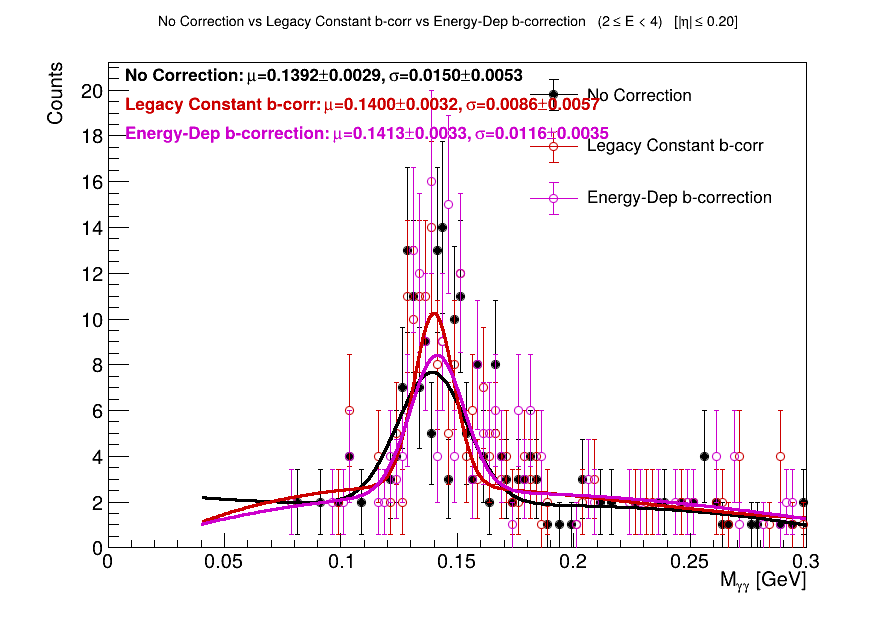 No Correction vs Legacy Constant b-corr vs Energy-Dep b-correction (2 ≤ E < 4) [|η| ≤ 0.20]
Counts
No Correction: μ=0.1392±0.0029, σ=0.0150±0.0053
Legacy Constant b-corr: μ=0.1400±0.0032, σ=0.0086±0.0057
Energy-Dep b-correction: μ=0.1413±0.0033, σ=0.0116±0.0035
No Correction
Legacy Constant b-corr
Energy-Dep b-correction
20
18
16
14
12
10
8
6
4
2
0
0 0.05 0.1 0.15 0.2 0.25 0.3
Mγγ [GeV]